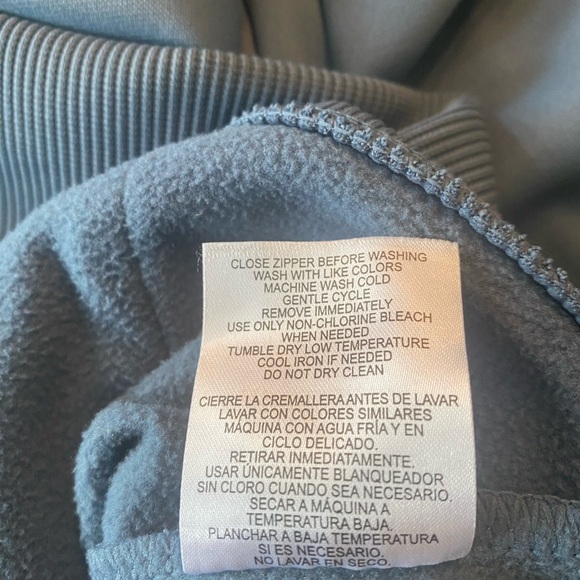 CLOSE ZIPPER BEFORE WASHING
WASH WITH LIKE COLORS
MACHINE WASH COLD
GENTLE CYCLE
REMOVE IMMEDIATELY
USE ONLY NON-CHLORINE BLEACH
WHEN NEEDED
TUMBLE DRY LOW TEMPERATURE
COOL IRON IF NEEDED
DO NOT DRY CLEAN
CIERRE LA CREMALLERA ANTES DE LAVAR
LAVAR CON COLORES SIMILARES
MÁQUINA CON AGUA FRÍA Y EN
CICLO DELICADO.
RETIRAR INMEDIATAMENTE.
USAR ÚNICAMENTE BLANQUEADOR
SIN CLORO CUANDO SEA NECESARIO.
SECAR A MÁQUINA A
TEMPERATURA BAJA.
PLANCHAR A BAJA TEMPERATURA
SI ES NECESARIO.
NO LAVAR EN SECO.